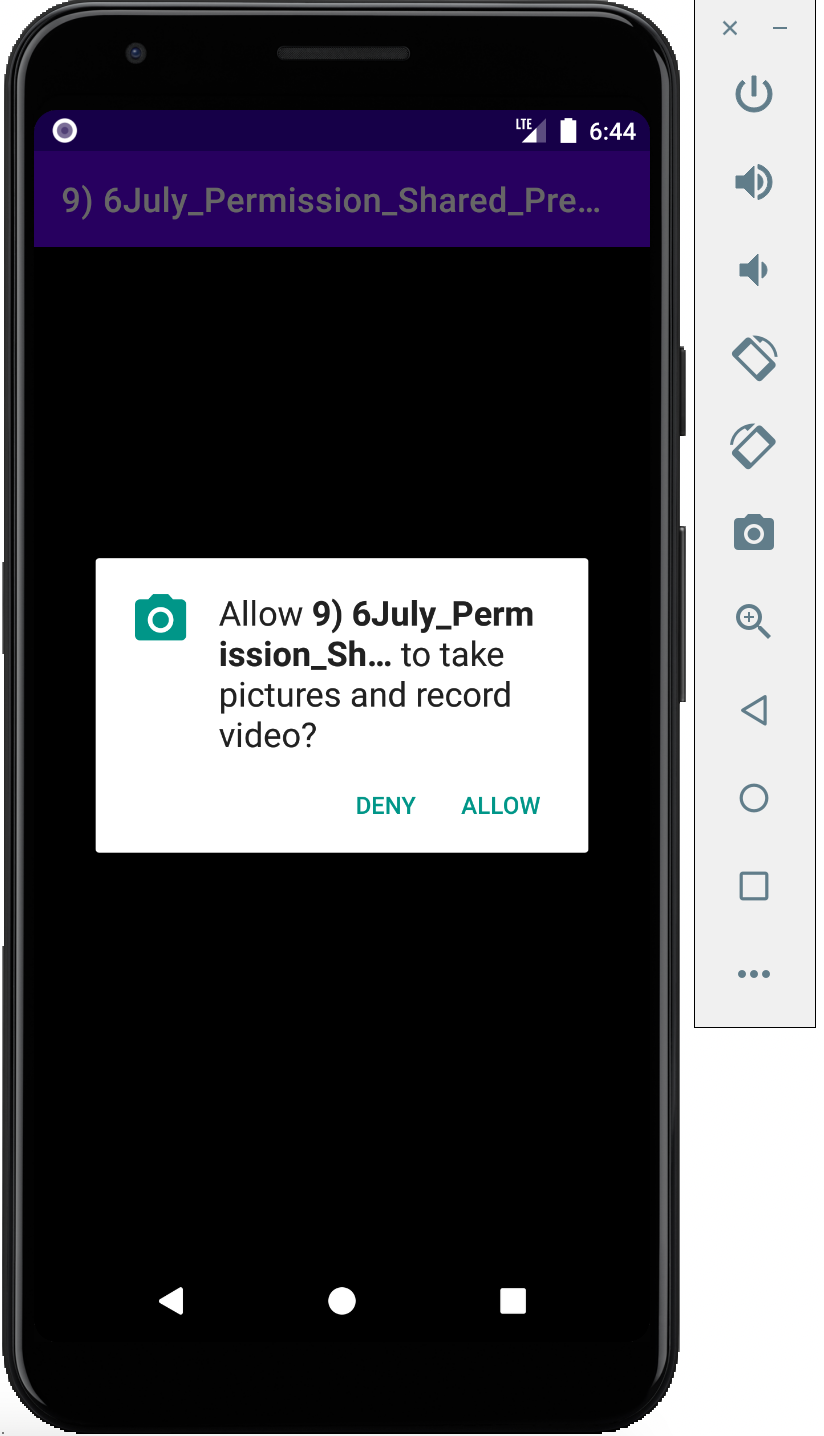 LTE 6:44
9) 6July_Permission_Shared_Pre...
Allow 9) 6July_Perm
ission_Sh... to take
pictures and record
video?
DENY ALLOW